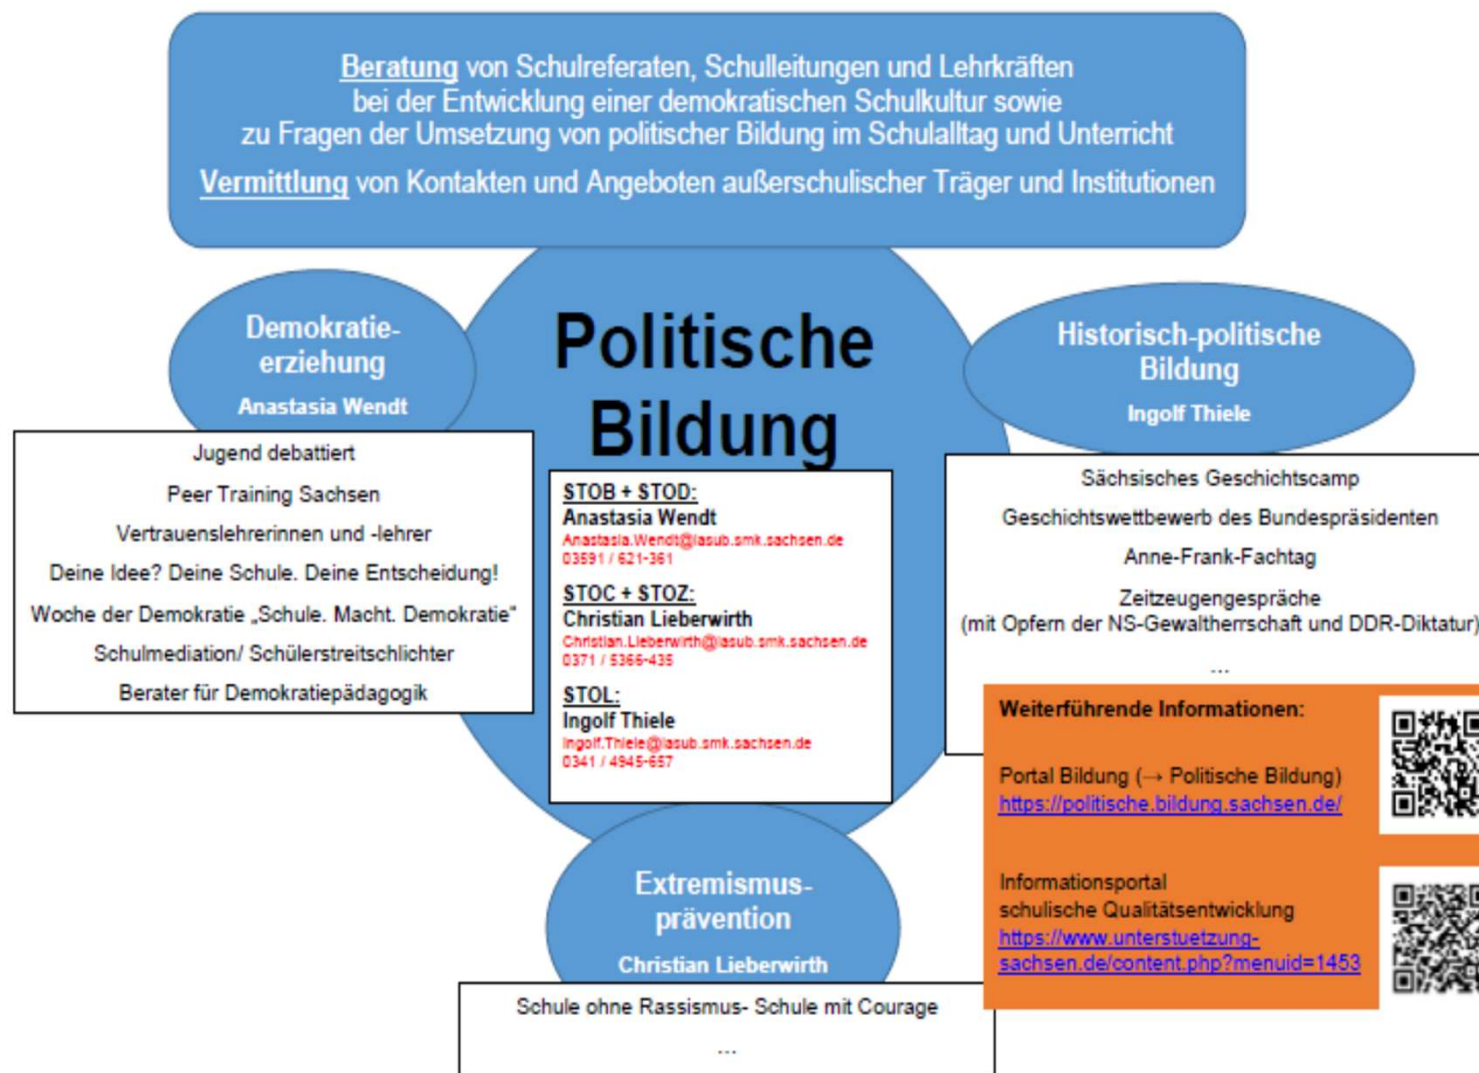 Beratung von Schulreferaten, Schulleitungen und Lehrkräften
bei der Entwicklung einer demokratischen Schulkultur sowie
zu Fragen der Umsetzung von politischer Bildung im Schulalltag und Unterricht
Vermittlung von Kontakten und Angeboten außerschulischer Träger und Institutionen
Politische
Bildung
Demokratie-
erziehung
Anastasia Wendt
Jugend debattiert
Peer Training Sachsen
Vertrauenslehrerinnen und -lehrer
Deine Idee? Deine Schule. Deine Entscheidung!
Woche der Demokratie „Schule. Macht. Demokratie“
Schulmediation/ Schülerstreitschlichter
Berater für Demokratiepädagogik
STOB + STOD:
Anastasia Wendt
Anastasia.Wendt@lasub.smk.sachsen.de
03591 / 621-361
STOC + STOZ:
Christian Lieberwirth
Christian.Lieberwirth@lasub.smk.sachsen.de
0371 / 5366-435
STOL:
Ingolf Thiele
Ingolf.Thiele@lasub.smk.sachsen.de
0341 / 4945-657
Historisch-politische
Bildung
Ingolf Thiele
Sächsisches Geschichtscamp
Geschichtswettbewerb des Bundespräsidenten
Anne-Frank-Fachtag
Zeitzeugengespräche
(mit Opfern der NS-Gewaltherrschaft und DDR-Diktatur)
...
Weiterführende Informationen:
Portal Bildung (→ Politische Bildung)
https://politische.bildung.sachsen.de/
Informationsportal
schulische Qualitätsentwicklung
https://www.unterstuetzung-
sachsen.de/content.php?menuid=1453
Extremismus-
prävention
Christian Lieberwirth
Schule ohne Rassismus- Schule mit Courage
...